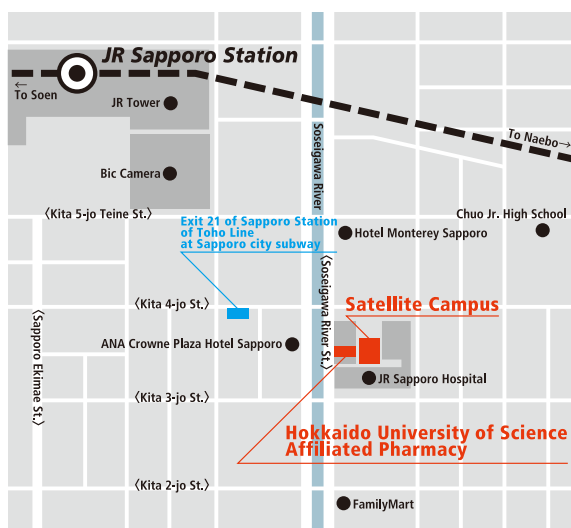 JR Sapporo Station
←
To Soen
JR Tower
To Naebo→
Soseigawa River
Bic Camera
〈Kita 5-jo Teine St.〉
Chuo Jr. High School
Exit 21 of Sapporo Station
of Toho Line
at Sapporo city subway
Hotel Monterey Sapporo
〈Kita 4-jo St.〉
Satellite Campus
〈Soseigawa River St.〉
〈Sapporo Ekimae St.〉
ANA Crowne Plaza Hotel Sapporo
JR Sapporo Hospital
〈Kita 3-jo St.〉
Hokkaido University of Science
Affiliated Pharmacy
〈Kita 2-jo St.〉
FamilyMart